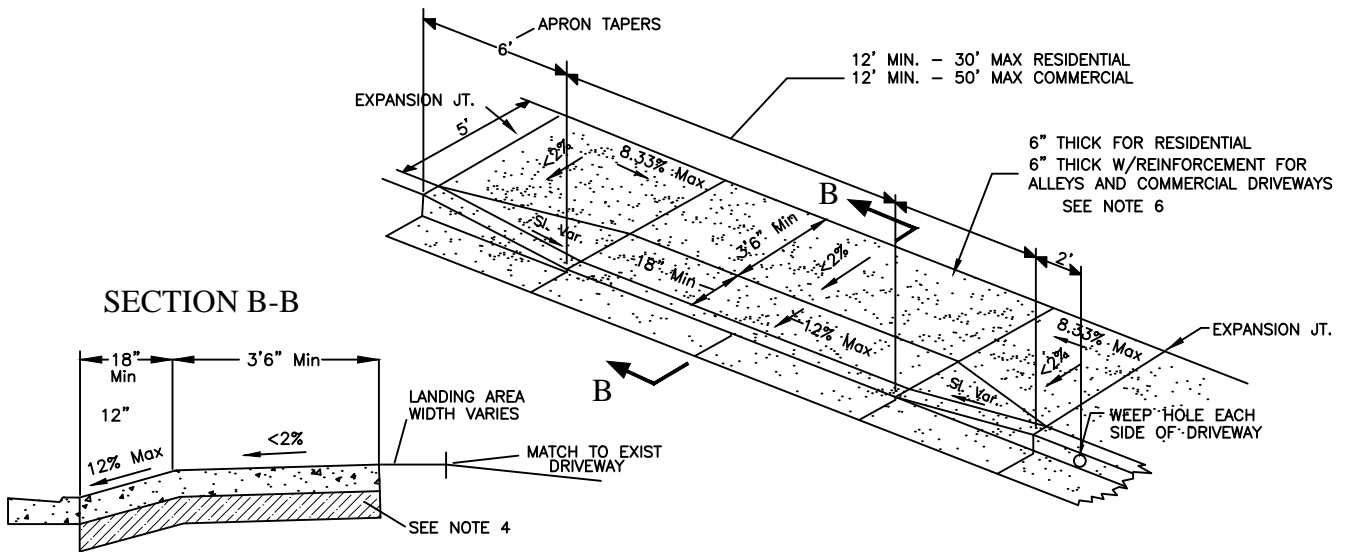 APRON TAPERS
6'
12' MIN. – 30' MAX RESIDENTIAL
12' MIN. – 50' MAX COMMERCIAL
EXPANSION JT.
5'
<2%
8.33% Max.
6" THICK FOR RESIDENTIAL
6" THICK W/REINFORCEMENT FOR
ALLEYS AND COMMERCIAL DRIVEWAYS
SEE NOTE 6
B
Sl. Var.
3'6" Min
18" Min
<2%
2'
12% Max
8.33% Max
<2%
EXPANSION JT.
Sl. Var.
B
WEEP HOLE EACH
SIDE OF DRIVEWAY
SECTION B-B
18"
Min
3'6" Min
12"
LANDING AREA
WIDTH VARIES
<2%
12% Max
MATCH TO EXIST
DRIVEWAY
SEE NOTE 4